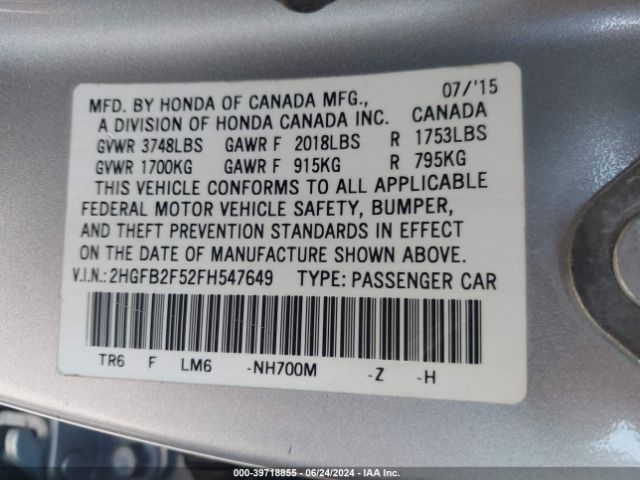 07/'15
MFD. BY HONDA OF CANADA MFG.,
A DIVISION OF HONDA CANADA INC. CANADA
GVWR 3748LBS GAWR F 2018LBS R 1753LBS
GVWR 1700KG GAWR F 915KG R 795KG
THIS VEHICLE CONFORMS TO ALL APPLICABLE
FEDERAL MOTOR VEHICLE SAFETY, BUMPER,
AND THEFT PREVENTION STANDARDS IN EFFECT
ON THE DATE OF MANUFACTURE SHOWN ABOVE.
V.I.N.: 2HGFB2F52FH547649 TYPE: PASSENGER CAR
TR6 F LM6 -NH700M -Z -H
00-39718855 - 06/24/2024 - IAA Inc.